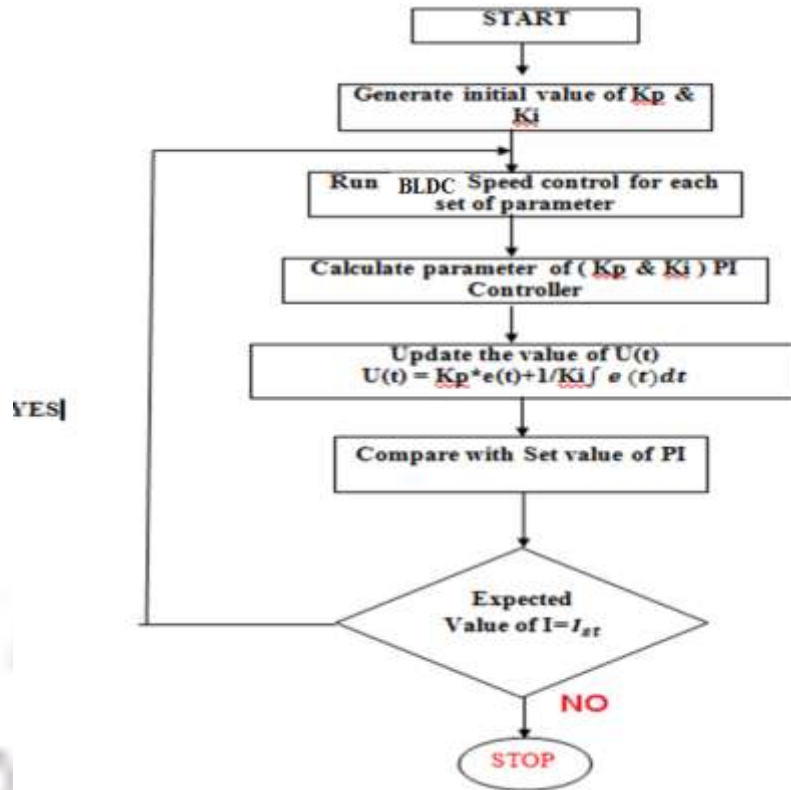 START
Generate initial value of Kp &
Ki
Run BLDC Speed control for each
set of parameter
Calculate parameter of ( Kp & Ki ) PI
Controller
Update the value of U(t)
U(t) = Kp*e(t)+1/Ki∫ e (t)dt
YES
Compare with Set value of PI
Expected
Value of I=I_st
NO
STOP